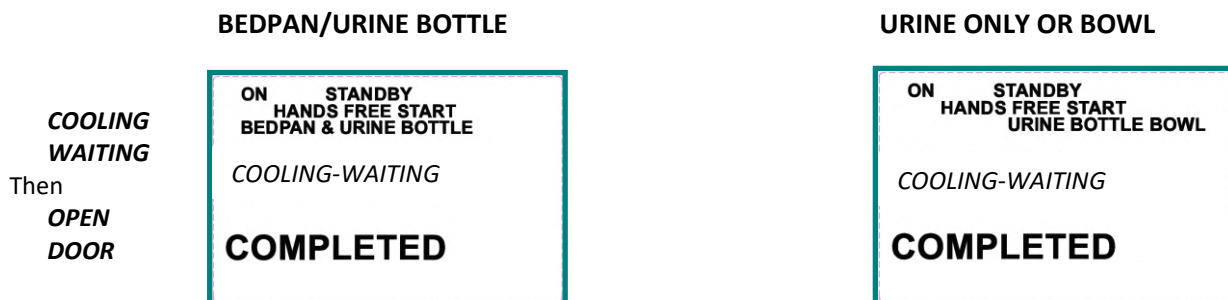 BEDPAN/URINE BOTTLE
URINE ONLY OR BOWL
COOLING
WAITING
Then
OPEN
DOOR
ON STANDBY
HANDS FREE START
BEDPAN & URINE BOTTLE
COOLING-WAITING
COMPLETED
ON STANDBY
HANDS FREE START
URINE BOTTLE BOWL
COOLING-WAITING
COMPLETED